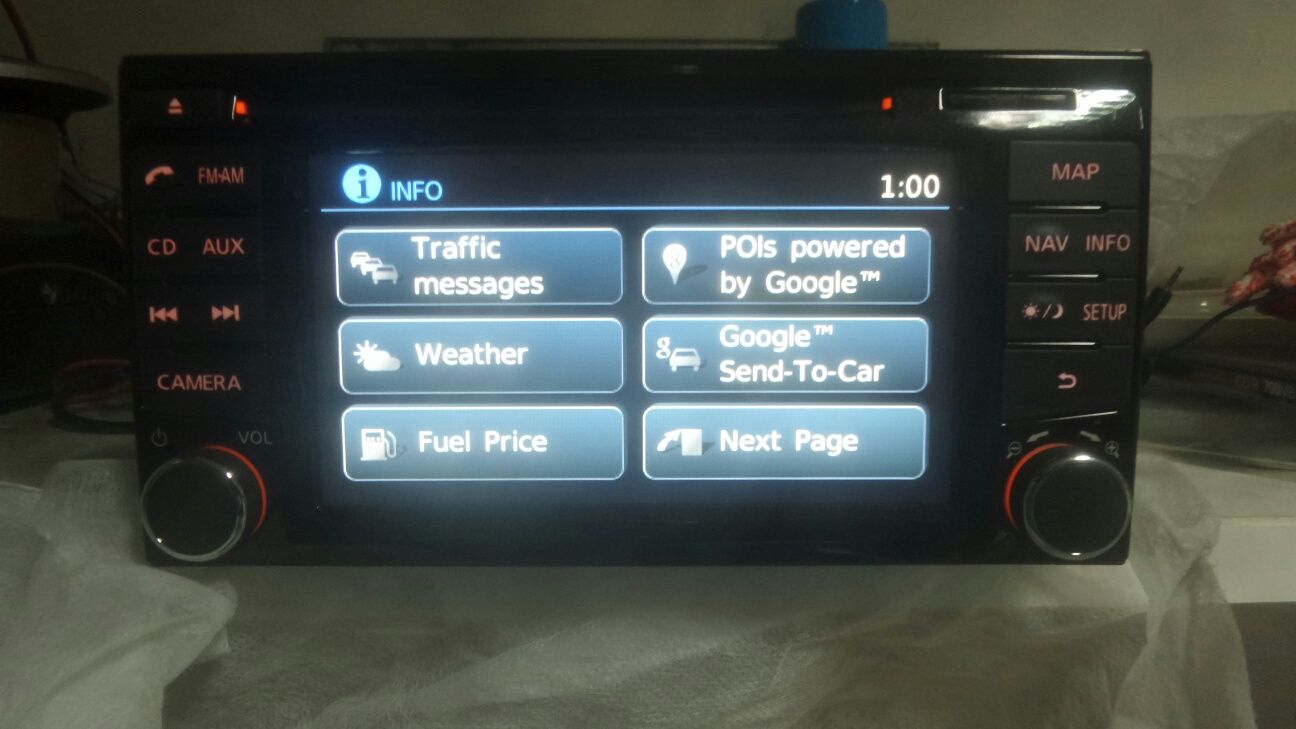 FM·AM
MAP
INFO
1:00
CD
AUX
NAV
INFO
Traffic
messages
POIs powered
by Google™
SETUP
Weather
Google™
Send-To-Car
CAMERA
VOL
Fuel Price
Next Page